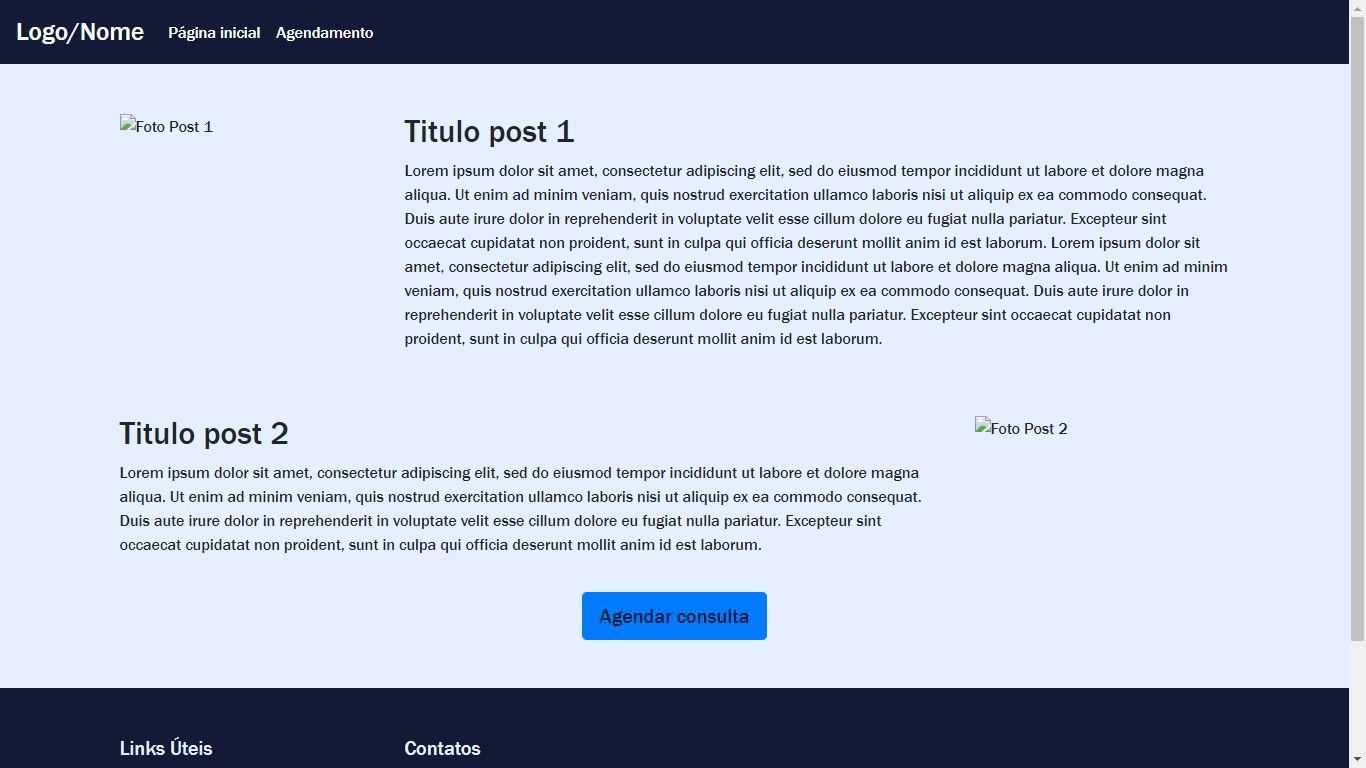 Logo/Nome Página inicial Agendamento
Foto Post 1
Titulo post 1
Lorem ipsum dolor sit amet, consectetur adipiscing elit, sed do eiusmod tempor incididunt ut labore et dolore magna
aliqua. Ut enim ad minim veniam, quis nostrud exercitation ullamco laboris nisi ut aliquip ex ea commodo consequat.
Duis aute irure dolor in reprehenderit in voluptate velit esse cillum dolore eu fugiat nulla pariatur. Excepteur sint
occaecat cupidatat non proident, sunt in culpa qui officia deserunt mollit anim id est laborum. Lorem ipsum dolor sit
amet, consectetur adipiscing elit, sed do eiusmod tempor incididunt ut labore et dolore magna aliqua. Ut enim ad minim
veniam, quis nostrud exercitation ullamco laboris nisi ut aliquip ex ea commodo consequat. Duis aute irure dolor in
reprehenderit in voluptate velit esse cillum dolore eu fugiat nulla pariatur. Excepteur sint occaecat cupidatat non
proident, sunt in culpa qui officia deserunt mollit anim id est laborum.
Titulo post 2
Lorem ipsum dolor sit amet, consectetur adipiscing elit, sed do eiusmod tempor incididunt ut labore et dolore magna
aliqua. Ut enim ad minim veniam, quis nostrud exercitation ullamco laboris nisi ut aliquip ex ea commodo consequat.
Duis aute irure dolor in reprehenderit in voluptate velit esse cillum dolore eu fugiat nulla pariatur. Excepteur sint
occaecat cupidatat non proident, sunt in culpa qui officia deserunt mollit anim id est laborum.
Foto Post 2
Agendar consulta
Links Úteis
Contatos